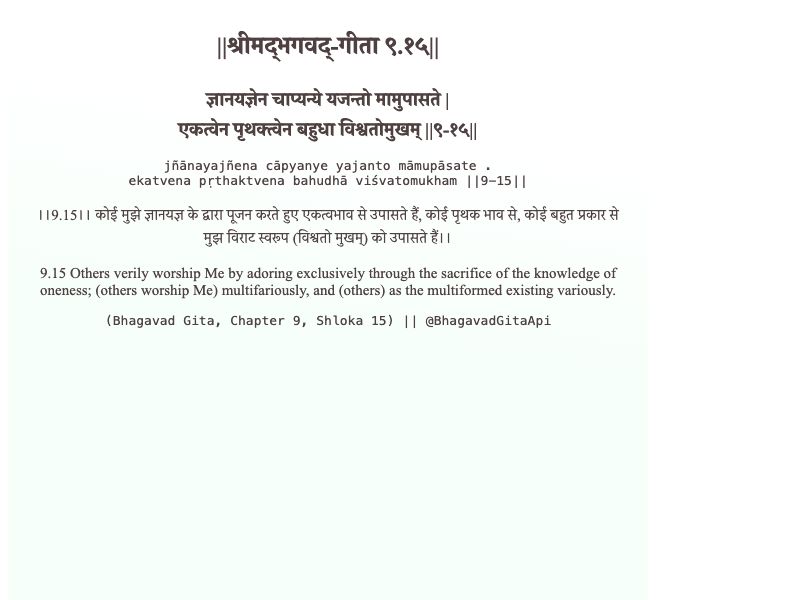 ||श्रीमद्‍भगवद्-गीता ९.१५||
ज्ञानयज्ञेन चाप्यन्ये यजन्तो मामुपासते |
एकत्वेन पृथक्त्वेन बहुधा विश्वतोमुखम् ||९-१५||
jñānayajñena cāpyanye yajanto māmupāsate .
ekatvena pṛthaktvena bahudhā viśvatomukham ||9-15||
।।9.15।। कोई मुझे ज्ञानयज्ञ के द्वारा पूजन करते हुए एकत्वभाव से उपासते हैं, कोई पृथक भाव से, कोई बहुत प्रकार से
मुझ विराट स्वरूप (विश्वतो मुखम्) को उपासते हैं।।
9.15 Others verily worship Me by adoring exclusively through the sacrifice of the knowledge of
oneness; (others worship Me) multifariously, and (others) as the multiformed existing variously.
(Bhagavad Gita, Chapter 9, Shloka 15) || @BhagavadGitaApi